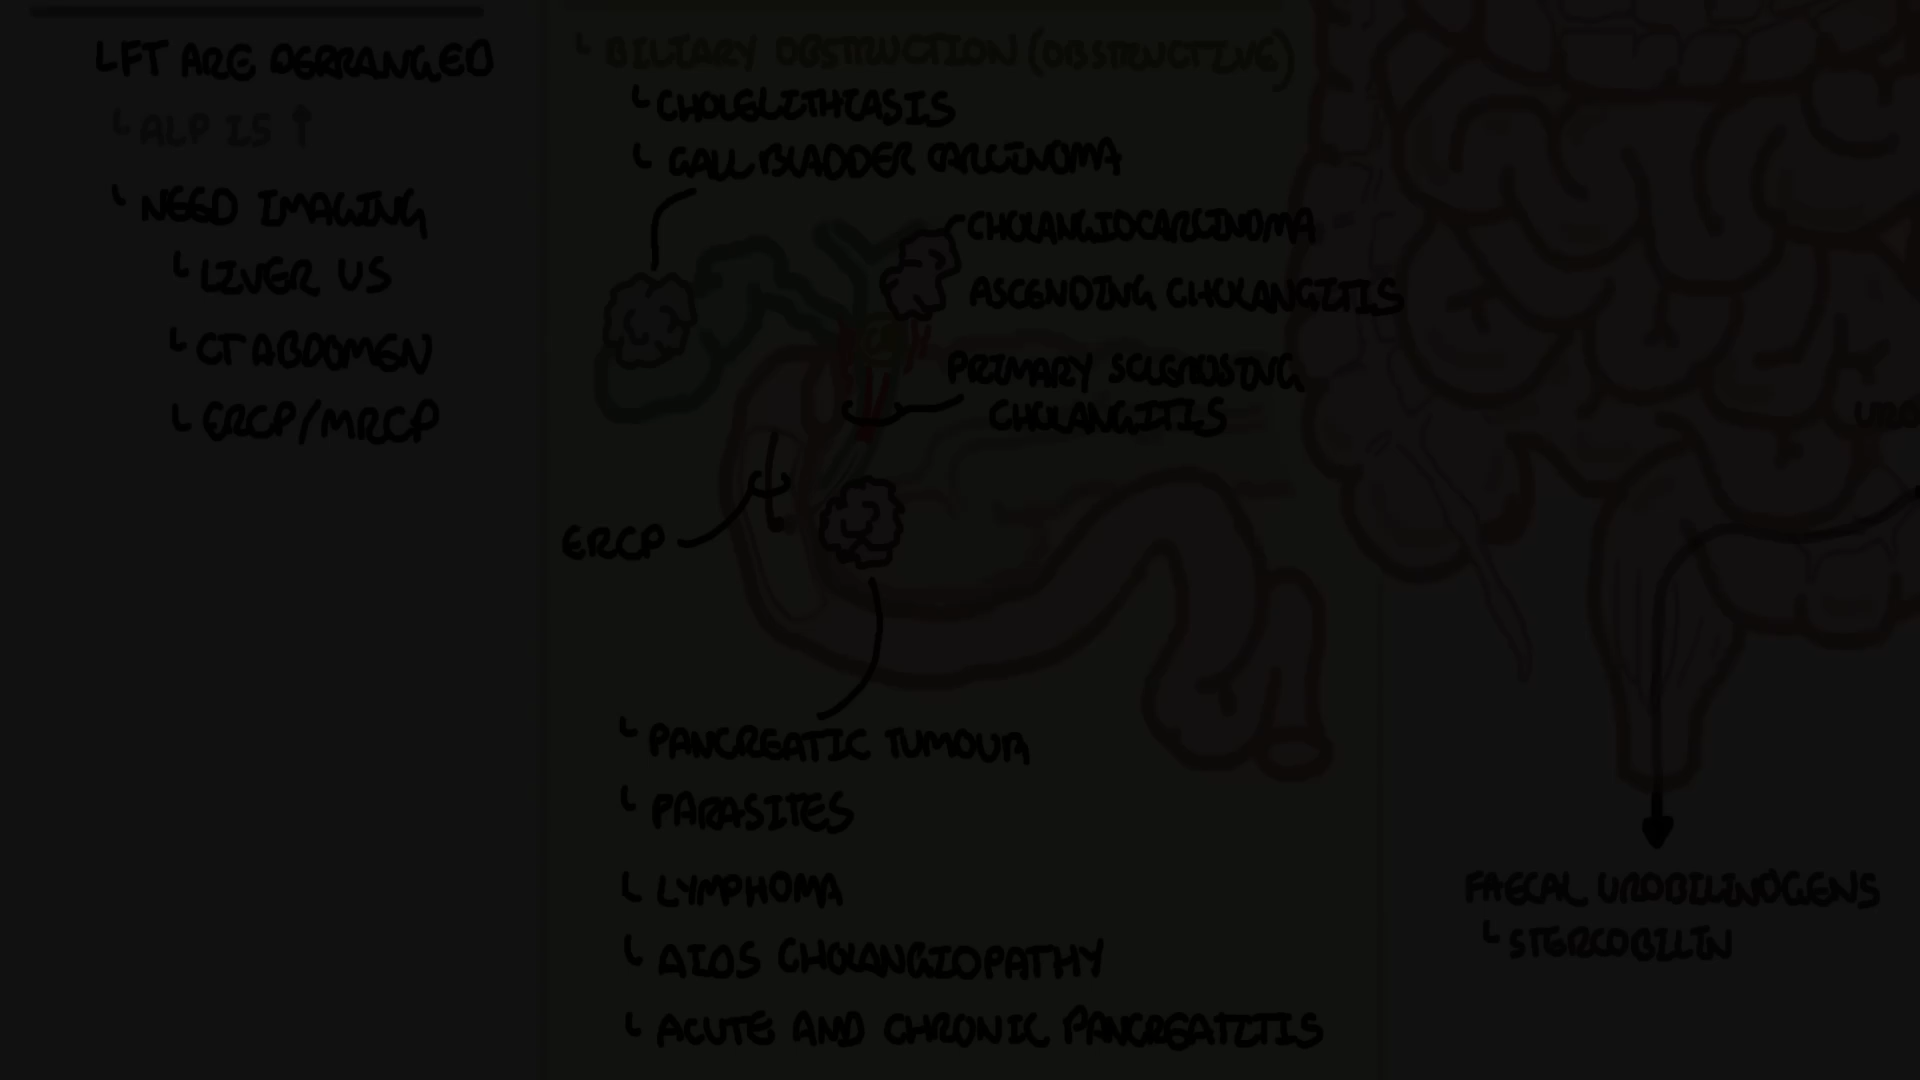 LFT ARE DERRANGED
ALP IS ↑
NEED IMAGING
LIVER US
CT ABDOMEN
ERCP/MRCP
BILIARY OBSTRUCTION (OBSTRUCTIVE)
CHOLELITHIASIS
GALL BLADDER CARCINOMA
CHOLANGIOCARCINOMA
ASCENDING CHOLANGITIS
PRIMARY SCLEROSING
CHOLANGITIS
ERCP
PANCREATIC TUMOUR
PARASITES
LYMPHOMA
AIDS CHOLANGIOPATHY
ACUTE AND CHRONIC PANCREATITIS
FAECAL UROBILINOGENS
STERCOBILIN